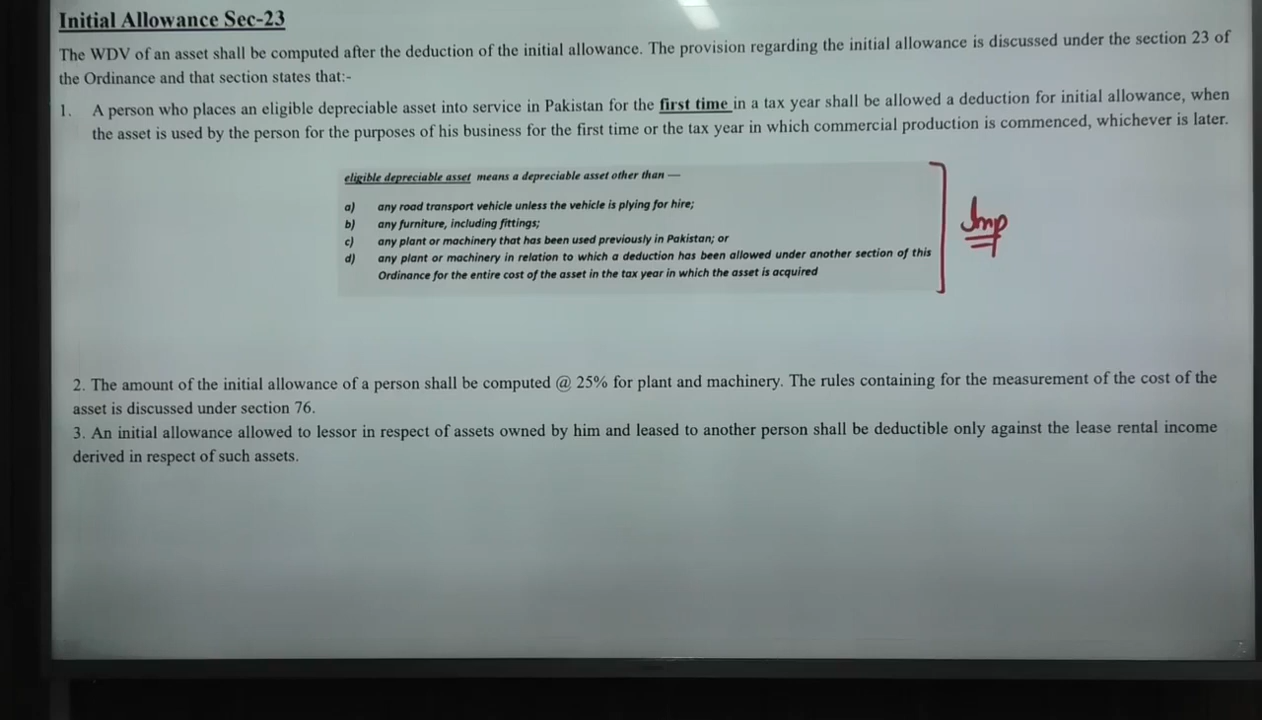 Initial Allowance Sec-23
The WDV of an asset shall be computed after the deduction of the initial allowance. The provision regarding the initial allowance is discussed under the section 23 of
the Ordinance and that section states that:-
1. A person who places an eligible depreciable asset into service in Pakistan for the first time in a tax year shall be allowed a deduction for initial allowance, when
the asset is used by the person for the purposes of his business for the first time or the tax year in which commercial production is commenced, whichever is later.
eligible depreciable asset means a depreciable asset other than —
a) any road transport vehicle unless the vehicle is plying for hire;
b) any furniture, including fittings;
c) any plant or machinery that has been used previously in Pakistan; or
d) any plant or machinery in relation to which a deduction has been allowed under another section of this
Ordinance for the entire cost of the asset in the tax year in which the asset is acquired
Imp
2. The amount of the initial allowance of a person shall be computed @ 25% for plant and machinery. The rules containing for the measurement of the cost of the
asset is discussed under section 76.
3. An initial allowance allowed to lessor in respect of assets owned by him and leased to another person shall be deductible only against the lease rental income
derived in respect of such assets.